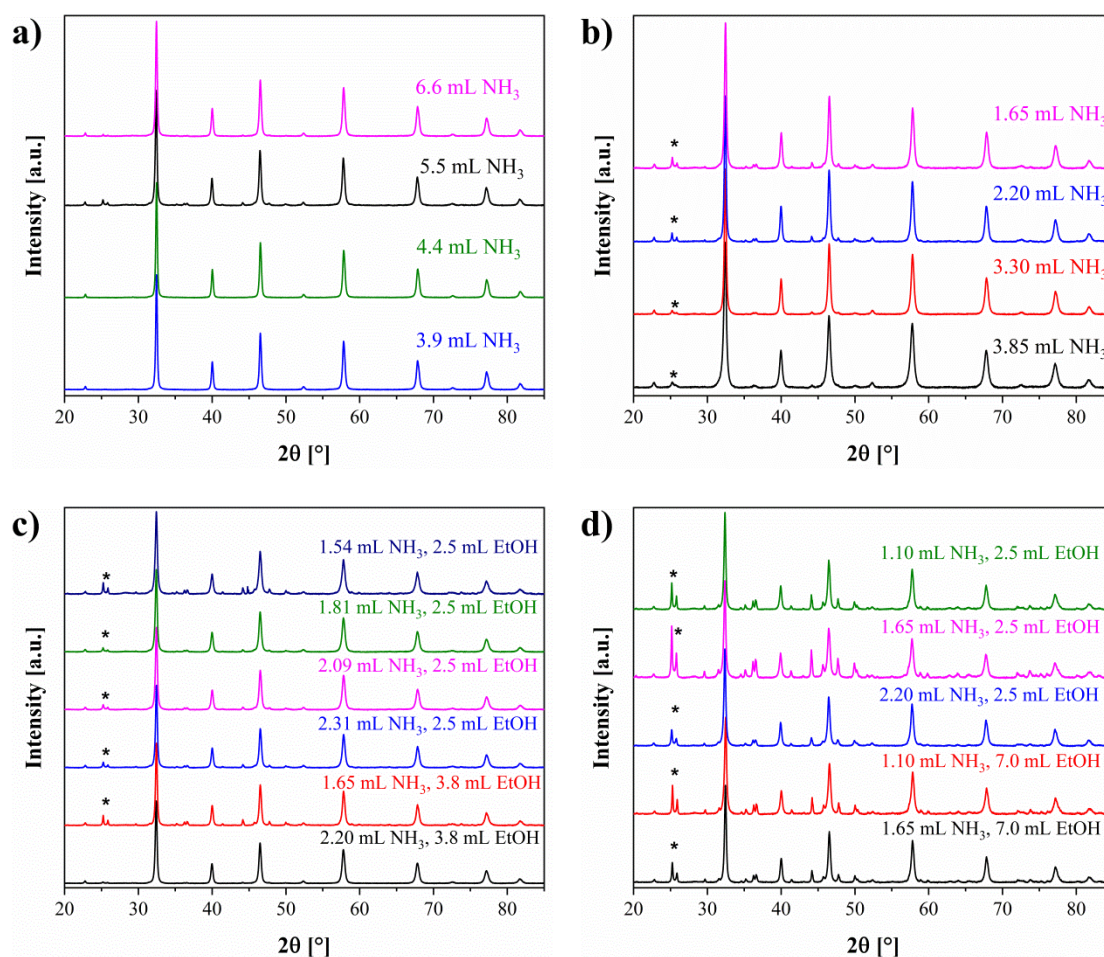 a)
6.6 mL NH₃
5.5 mL NH₃
4.4 mL NH₃
3.9 mL NH₃
Intensity [a.u.]
20 30 40 50 60 70 80
2θ [°]
b)
1.65 mL NH₃
*
2.20 mL NH₃
*
3.30 mL NH₃
*
3.85 mL NH₃
*
Intensity [a.u.]
20 30 40 50 60 70 80
2θ [°]
c)
1.54 mL NH₃, 2.5 mL EtOH
*
1.81 mL NH₃, 2.5 mL EtOH
*
2.09 mL NH₃, 2.5 mL EtOH
*
2.31 mL NH₃, 2.5 mL EtOH
*
1.65 mL NH₃, 3.8 mL EtOH
*
2.20 mL NH₃, 3.8 mL EtOH
Intensity [a.u.]
20 30 40 50 60 70 80
2θ [°]
d)
1.10 mL NH₃, 2.5 mL EtOH
*
1.65 mL NH₃, 2.5 mL EtOH
*
2.20 mL NH₃, 2.5 mL EtOH
*
1.10 mL NH₃, 7.0 mL EtOH
*
1.65 mL NH₃, 7.0 mL EtOH
*
Intensity [a.u.]
20 30 40 50 60 70 80
2θ [°]